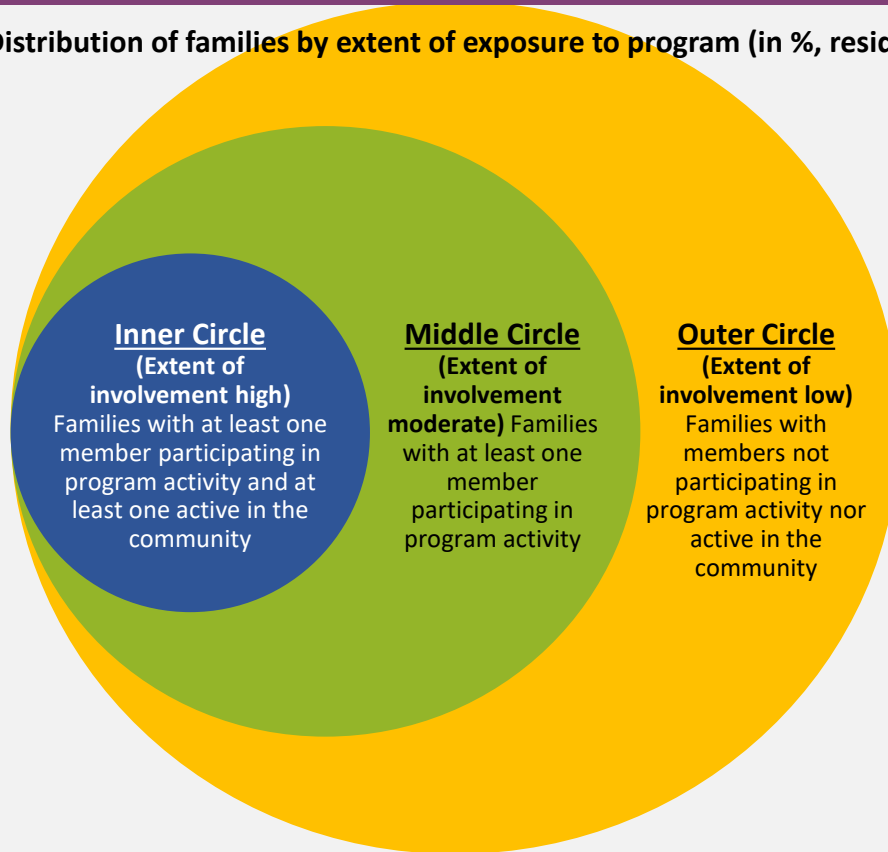 Distribution of families by extent of exposure to program (in %, resid
Inner Circle
(Extent of
involvement high)
Families with at least one
member participating in
program activity and at
least one active in the
community
Middle Circle
(Extent of
involvement
moderate) Families
with at least one
member
participating in
program activity
Outer Circle
(Extent of
involvement low)
Families with
members not
participating in
program activity nor
active in the
community